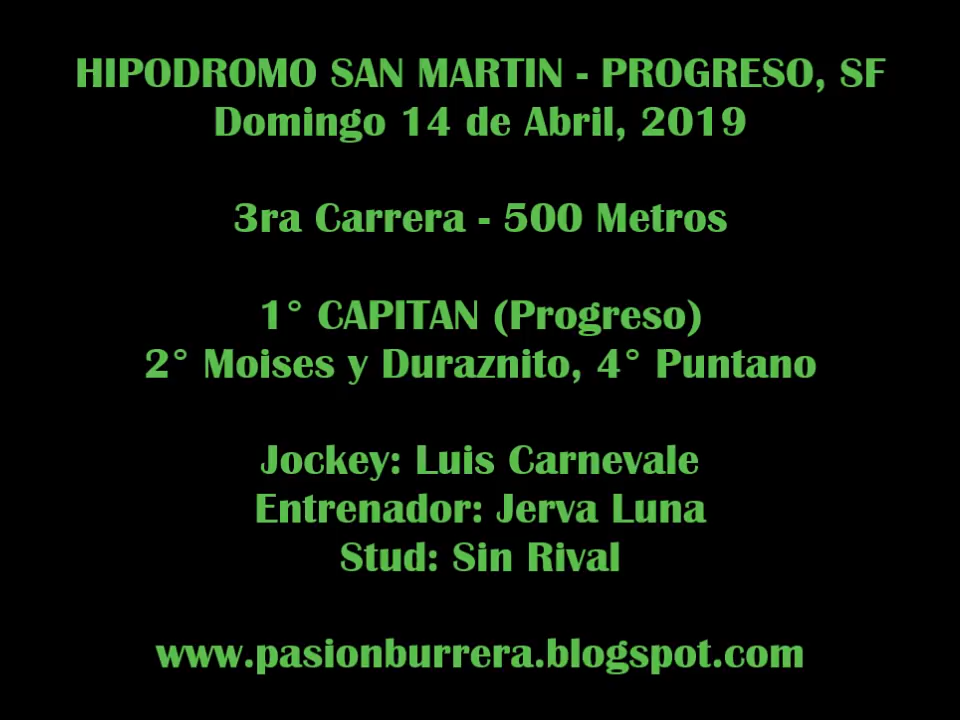 HIPODROMO SAN MARTIN - PROGRESO, SF
Domingo 14 de Abril, 2019
3ra Carrera - 500 Metros
1° CAPITAN (Progreso)
2° Moises y Duraznito, 4° Puntano
Jockey: Luis Carnevale
Entrenador: Jerva Luna
Stud: Sin Rival
www.pasionburrera.blogspot.com